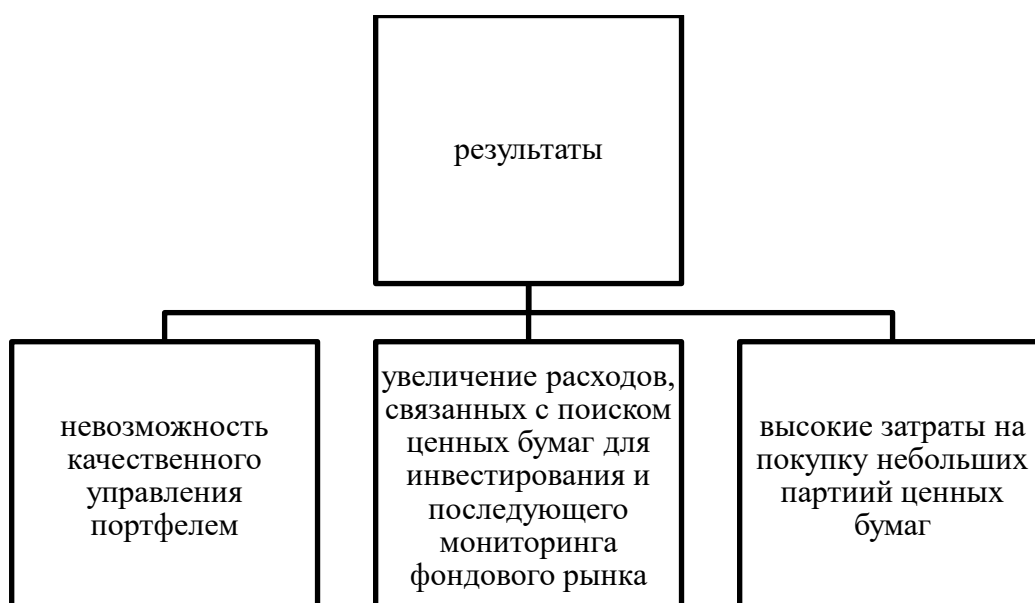 результаты
невозможность
качественного
управления
портфелем
увеличение расходов,
связанных с поиском
ценных бумаг для
инвестирования и
последующего
мониторинга
фондового рынка
высокие затраты на
покупку небольших
партиий ценных
бумаг